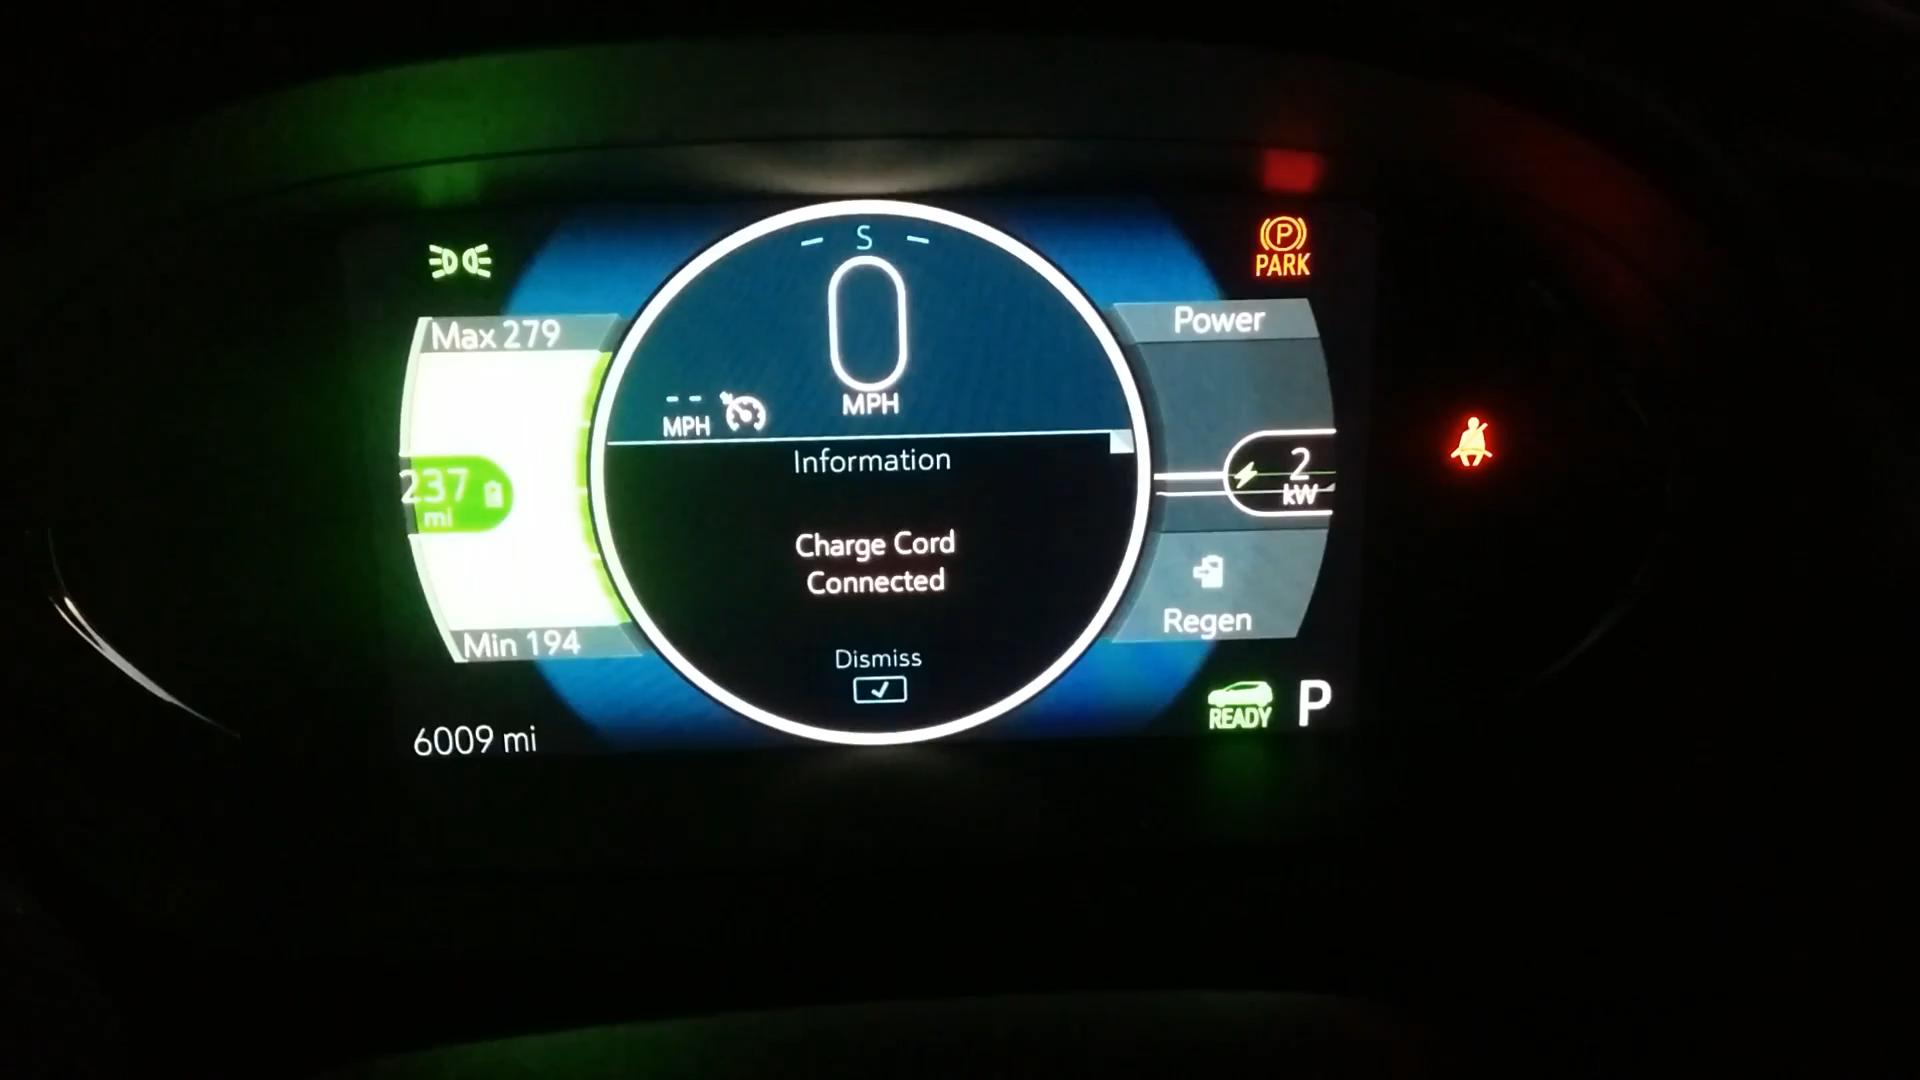 S
0
MPH
-- MPH
PARK
Max 279
237
mi
Min 194
Power
2
kW
Regen
Information
Charge Cord
Connected
Dismiss
READY
P
6009 mi